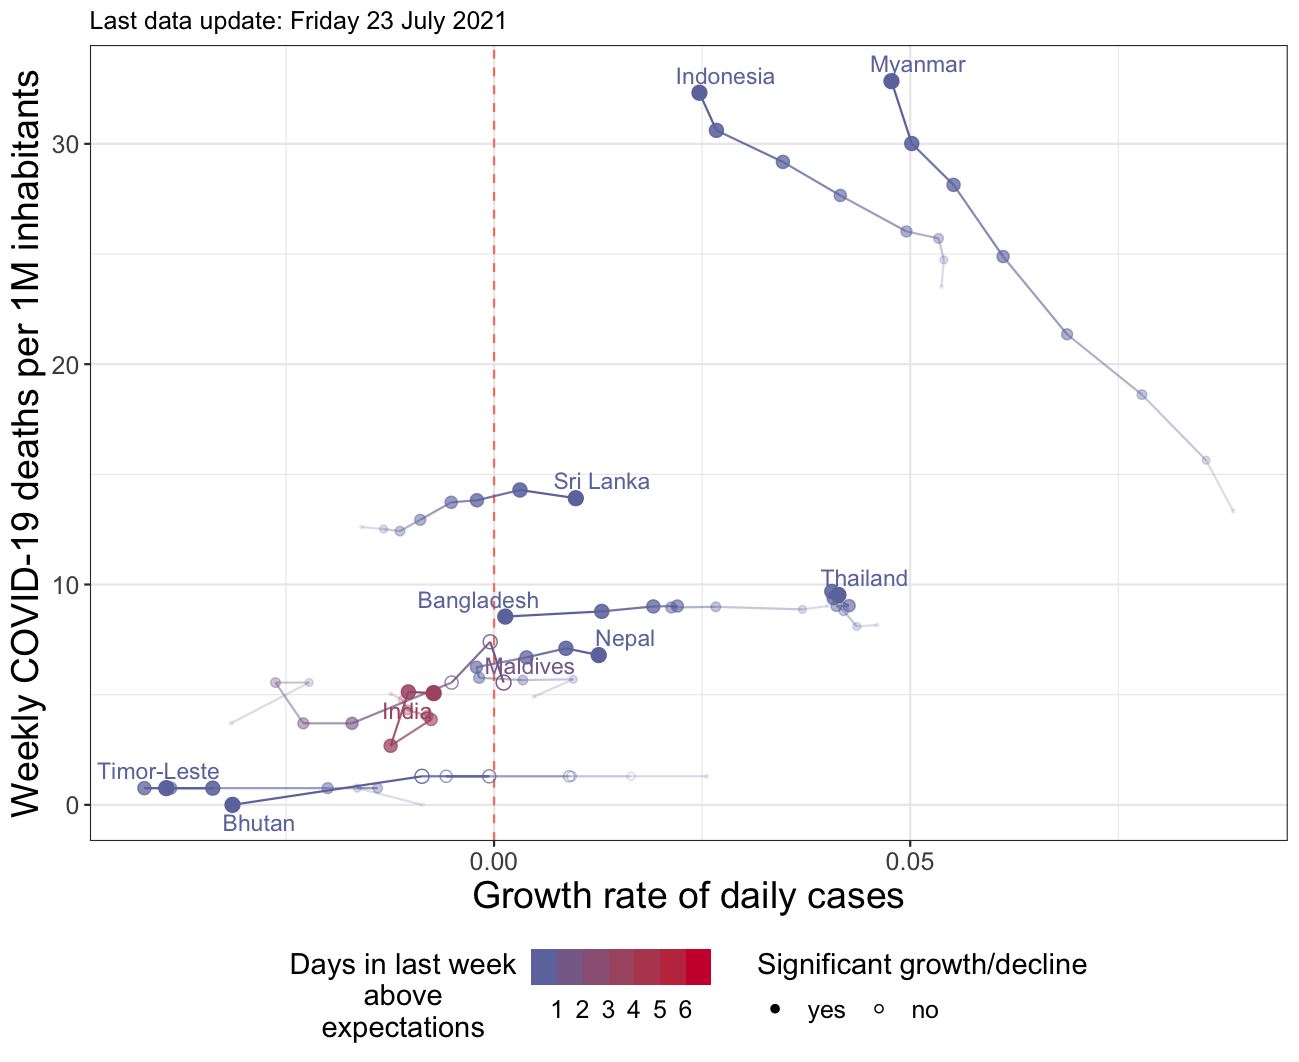 Last data update: Friday 23 July 2021
Weekly COVID-19 deaths per 1M inhabitants
30
20
10
0
Indonesia
Myanmar
Sri Lanka
Thailand
Bangladesh
Nepal
Maldives
India
Timor-Leste
Bhutan
0.00
0.05
Growth rate of daily cases
Days in last week
above
expectations
1 2 3 4 5 6
Significant growth/decline
yes no